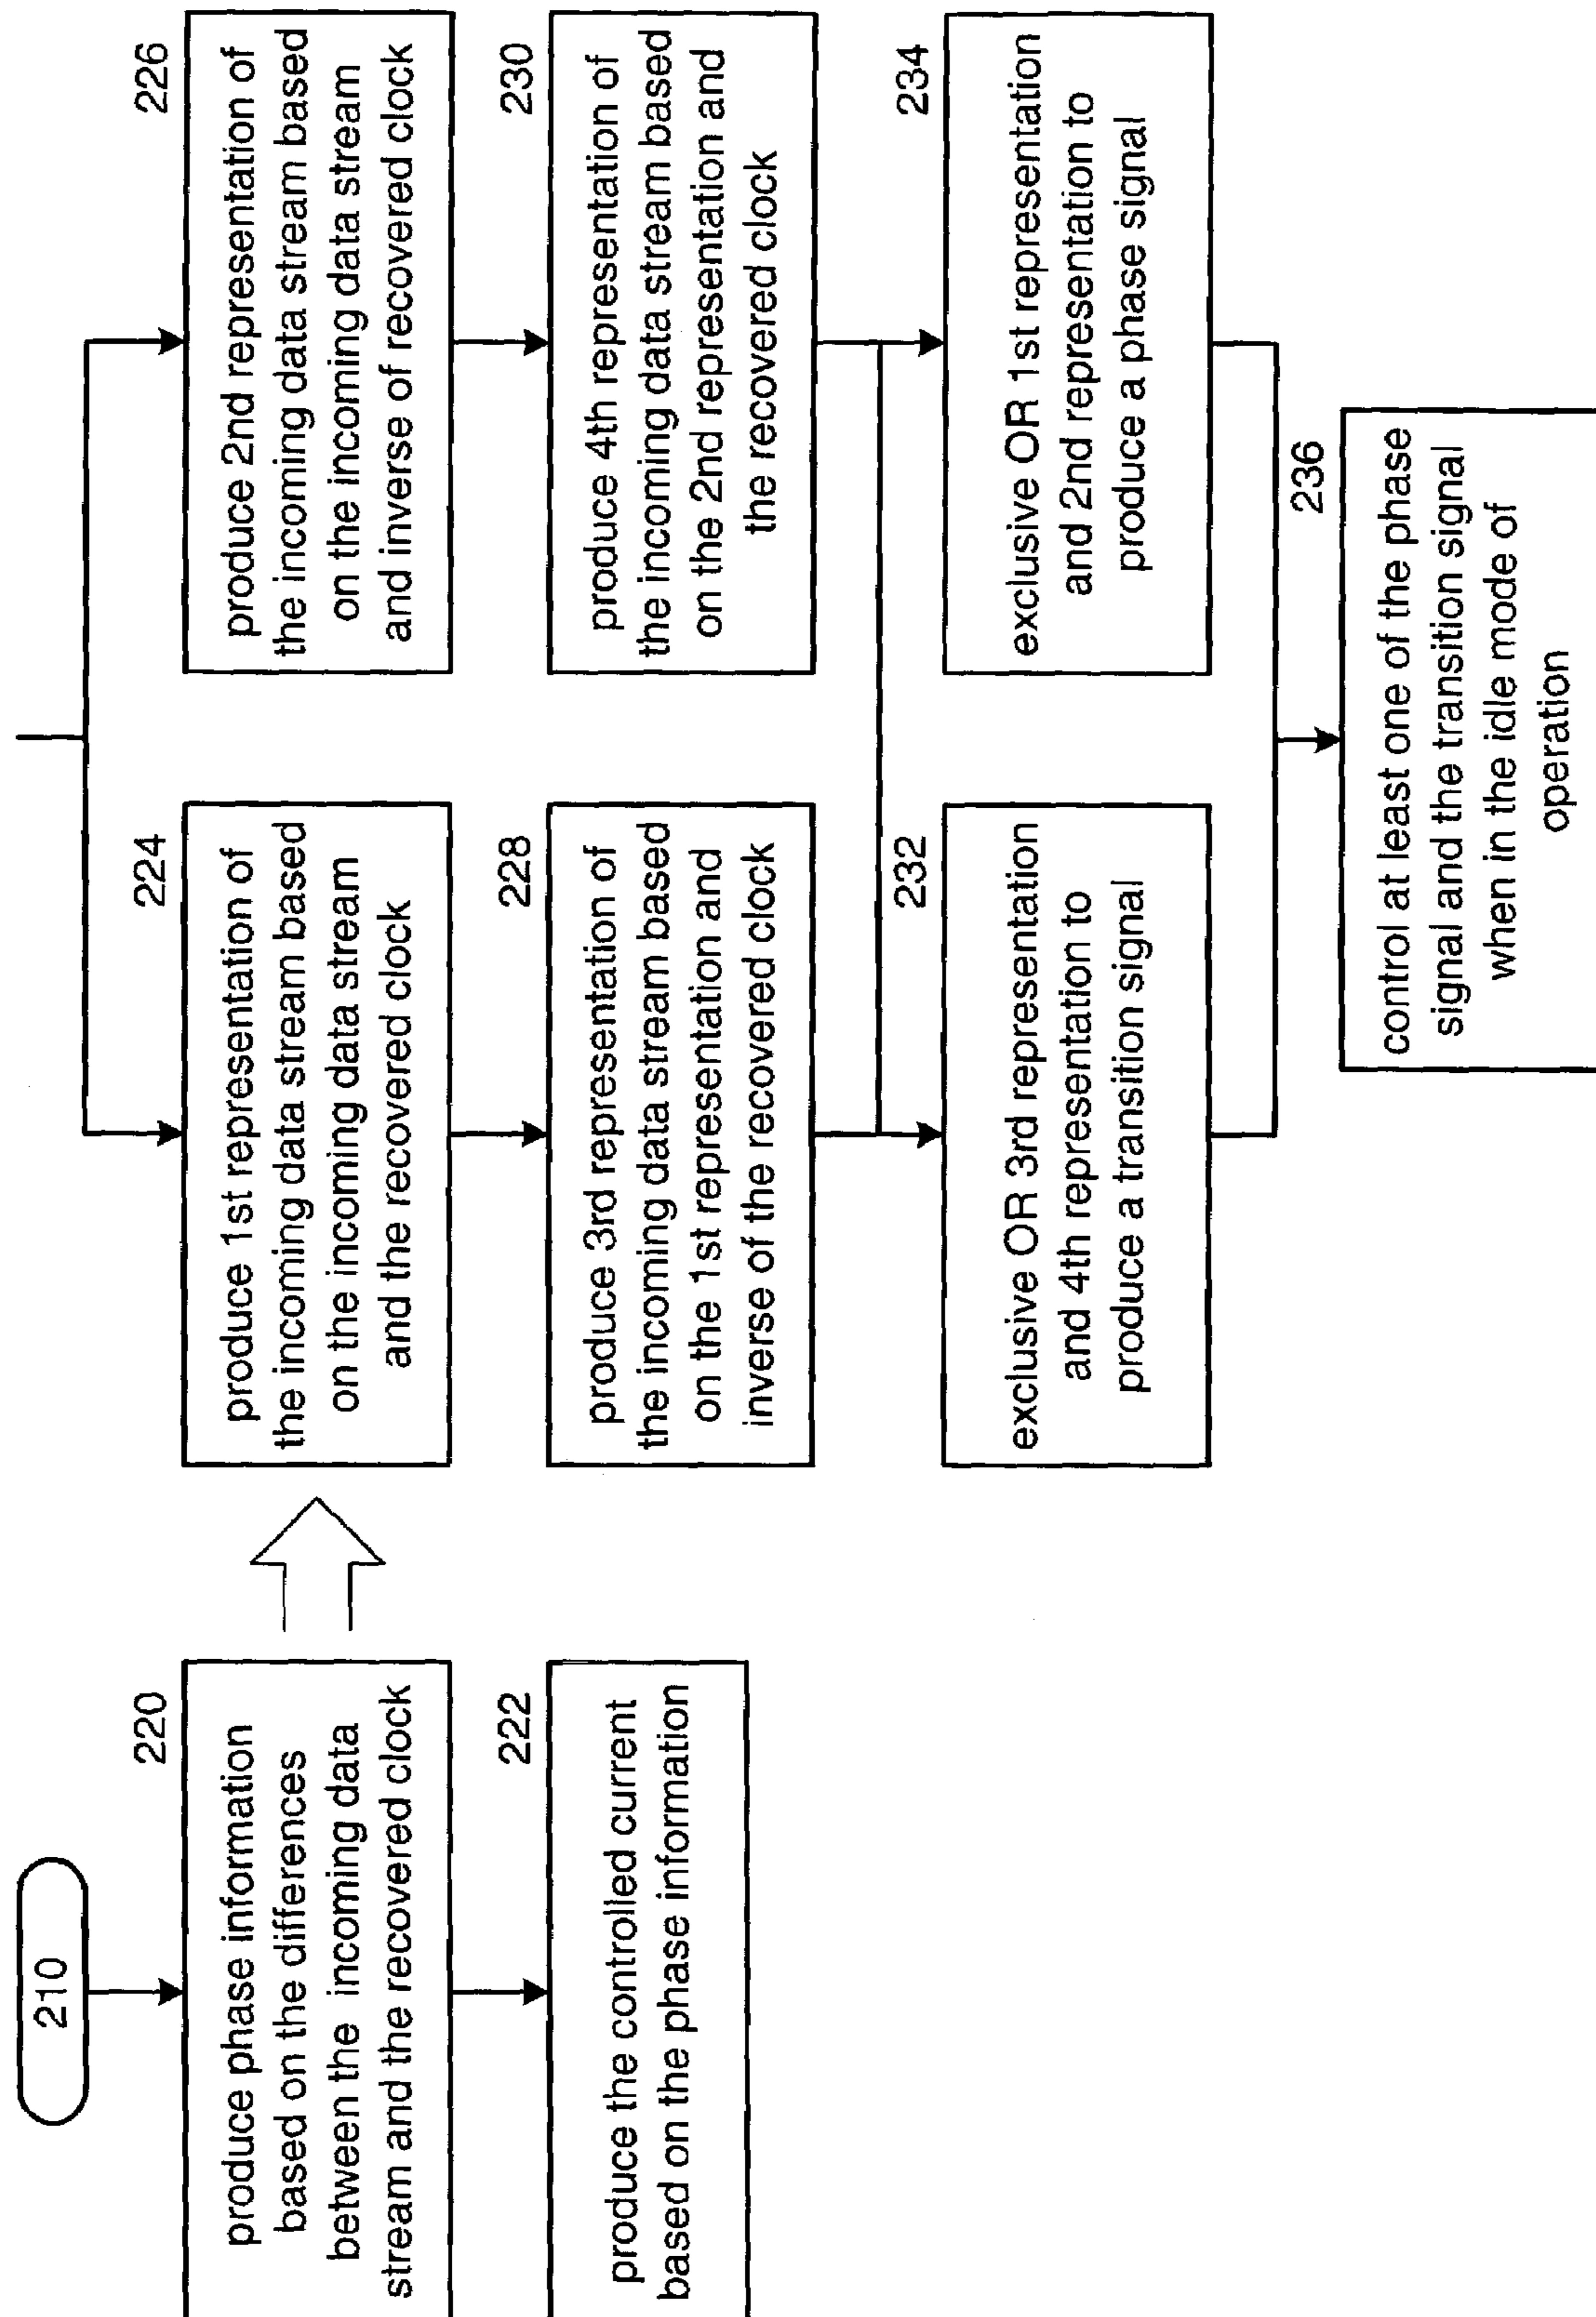 210
220
produce phase information
based on the differences
between the incoming data
stream and the recovered clock
222
produce the controlled current
based on the phase information
224
produce 1st representation of
the incoming data stream based
on the incoming data stream
and the recovered clock
226
produce 2nd representation of
the incoming data stream based
on the incoming data stream
and inverse of recovered clock
228
produce 3rd representation of
the incoming data stream based
on the 1st representation and
inverse of the recovered clock
230
produce 4th representation of
the incoming data stream based
on the 2nd representation and
the recovered clock
232
exclusive OR 3rd representation
and 4th representation to
produce a transition signal
234
exclusive OR 1st representation
and 2nd representation to
produce a phase signal
236
control at least one of the phase
signal and the transition signal
when in the idle mode of
operation